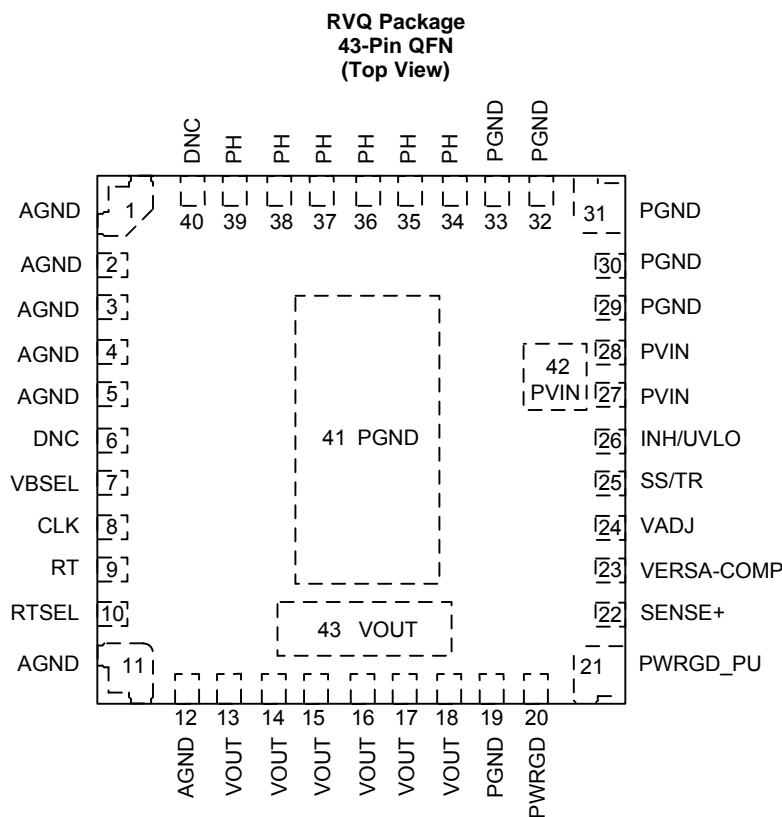 RVQ Package
43-Pin QFN
(Top View)
DNC PH PH PH PH PH PH PGND PGND
40 39 38 37 36 35 34 33 32
AGND 1 31 PGND
AGND 2 30 PGND
AGND 3 29 PGND
AGND 4 28 PVIN
42
PVIN
AGND 5 27 PVIN
DNC 6 41 PGND 26 INH/UVLO
VBSEL 7 25 SS/TR
CLK 8 24 VADJ
RT 9 23 VERSA-COMP
RTSEL 10 43 VOUT 22 SENSE+
AGND 11 21 PWRGD_PU
12 13 14 15 16 17 18 19 20
AGND VOUT VOUT VOUT VOUT VOUT VOUT PGND PWRGD